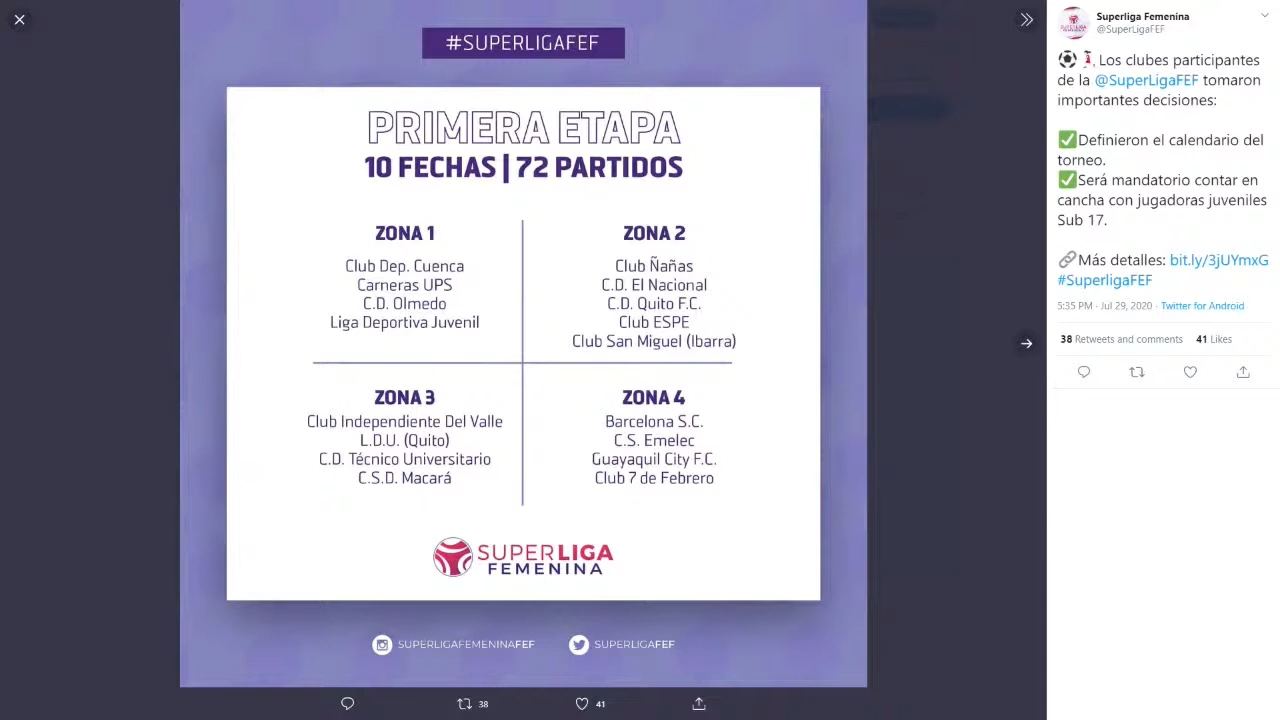 #SUPERLIGAFEF
PRIMERA ETAPA
10 FECHAS | 72 PARTIDOS
ZONA 1
Club Dep. Cuenca
Carneras UPS
C.D. Olmedo
Liga Deportiva Juvenil
ZONA 2
Club Ñañas
C.D. El Nacional
C.D. Quito F.C.
Club ESPE
Club San Miguel (Ibarra)
ZONA 3
Club Independiente Del Valle
L.D.U. (Quito)
C.D. Técnico Universitario
C.S.D. Macará
ZONA 4
Barcelona S.C.
C.S. Emelec
Guayaquil City F.C.
Club 7 de Febrero
SUPERLIGA
FEMENINA
SUPERLIGAFEMENINAFEF
SUPERLIGAFEF
38
41
Superliga Femenina
@SuperLigaFEF
Los clubes participantes
de la @SuperLigaFEF tomaron
importantes decisiones:
Definieron el calendario del
torneo.
Será mandatorio contar en
cancha con jugadoras juveniles
Sub 17.
Más detalles: bit.ly/3jUYmxG
#SuperligaFEF
5:35 PM · Jul 29, 2020 · Twitter for Android
38 Retweets and comments 41 Likes